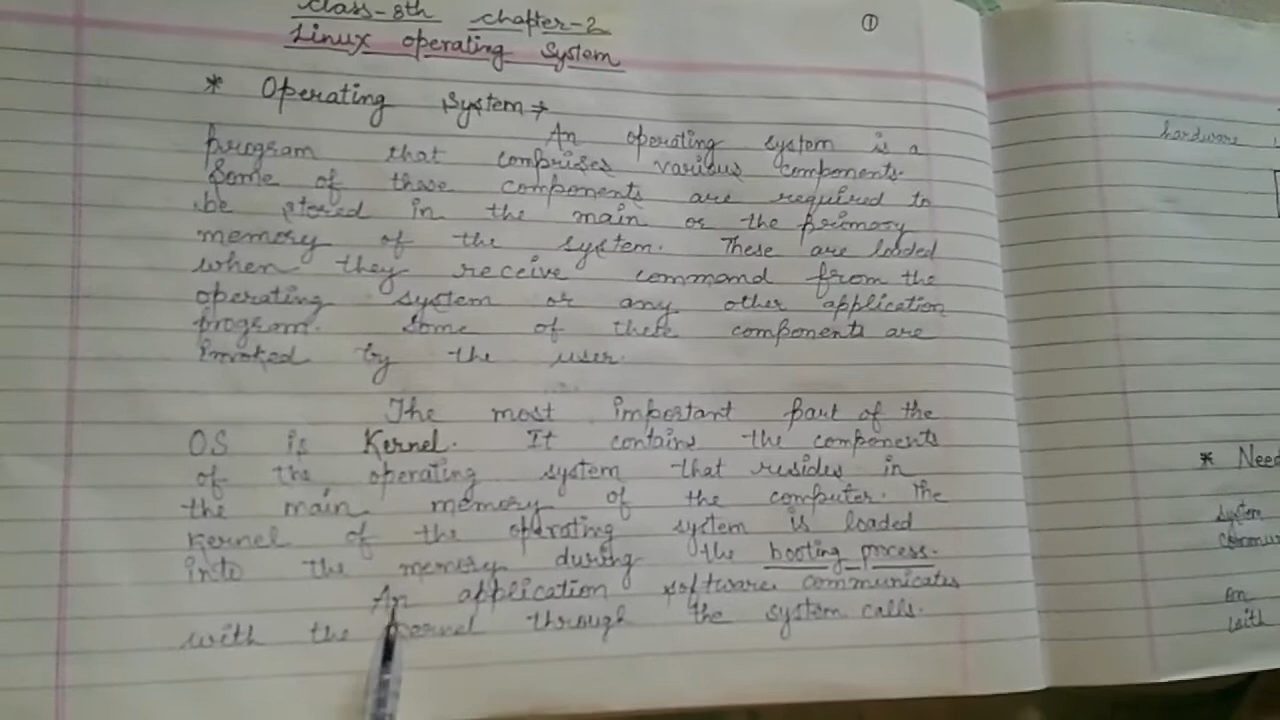 class-8th chapter-2
①
Linux operating System
* Operating System→
An operating system is a
program that comprises various components.
Some of these components are required to
be stored in the main or the primary
memory of the system. These are loaded
when they receive command from the
operating system or any other application
program. Some of these components are
invoked by the user.
The most important part of the
OS is Kernel. It contains the components
of the operating system that resides in
the main memory of the computer. The
Kernel of the operating system is loaded
into the memory during the booting process.
An application software communicates
with the kernel through the system calls.
hardware
* Need
System
An
with